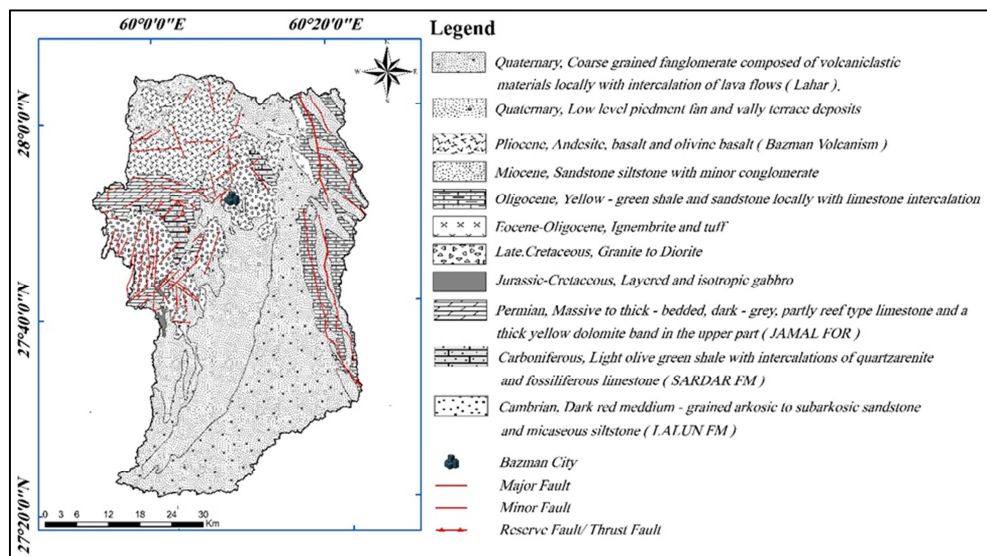 60°0'0"E
60°20'0"E
28°0'0"N
27°40'0"N
27°20'0"N
N
W
E
S
0 3 6 12 18 24 30
Km
Legend
Quaternary, Coarse grained fanglomerate composed of volcaniclastic
materials locally with intercalation of lava flows ( Lahar ).
Quaternary, Low level piedment fan and vally terrace deposits
Pliocene, Andesite, basalt and olivine basalt ( Bazman Volcanism )
Miocene, Sandstone siltstone with minor conglomerate
Oligocene, Yellow - green shale and sandstone locally with limestone intercalation
Eocene-Oligocene, Ignembrite and tuff
Late.Cretaceous, Granite to Diorite
Jurassic-Cretaceous, Layered and isotropic gabbro
Permian, Massive to thick - bedded, dark - grey, partly reef type limestone and a
thick yellow dolomite band in the upper part ( JAMAL FOR )
Carboniferous, Light olive green shale with intercalations of quartzarenite
and fossiliferous limestone ( SARDAR FM )
Cambrian, Dark red meddium - grained arkosic to subarkosic sandstone
and micaseous siltstone ( LALUN FM )
Bazman City
Major Fault
Minor Fault
Reserve Fault/ Thrust Fault